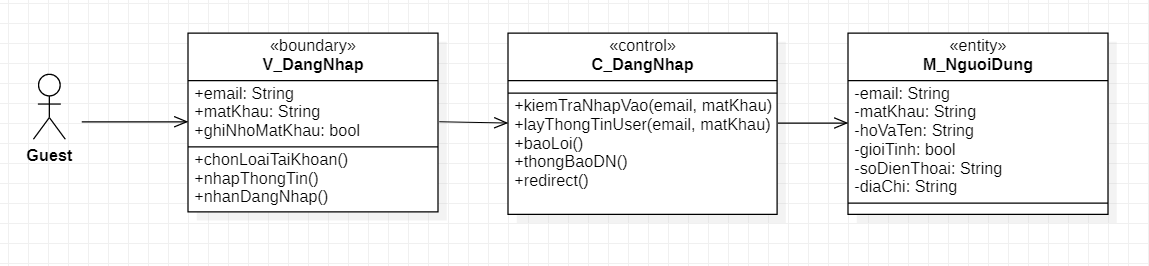 Guest
«boundary»
V_DangNhap
+email: String
+matKhau: String
+ghiNhoMatKhau: bool
+chonLoaiTaiKhoan()
+nhapThongTin()
+nhanDangNhap()
«control»
C_DangNhap
+kiemTraNhapVao(email, matKhau)
+layThongTinUser(email, matKhau)
+baoLoi()
+thongBaoDN()
+redirect()
«entity»
M_NguoiDung
-email: String
-matKhau: String
-hoVaTen: String
-gioiTinh: bool
-soDienThoai: String
-diaChi: String